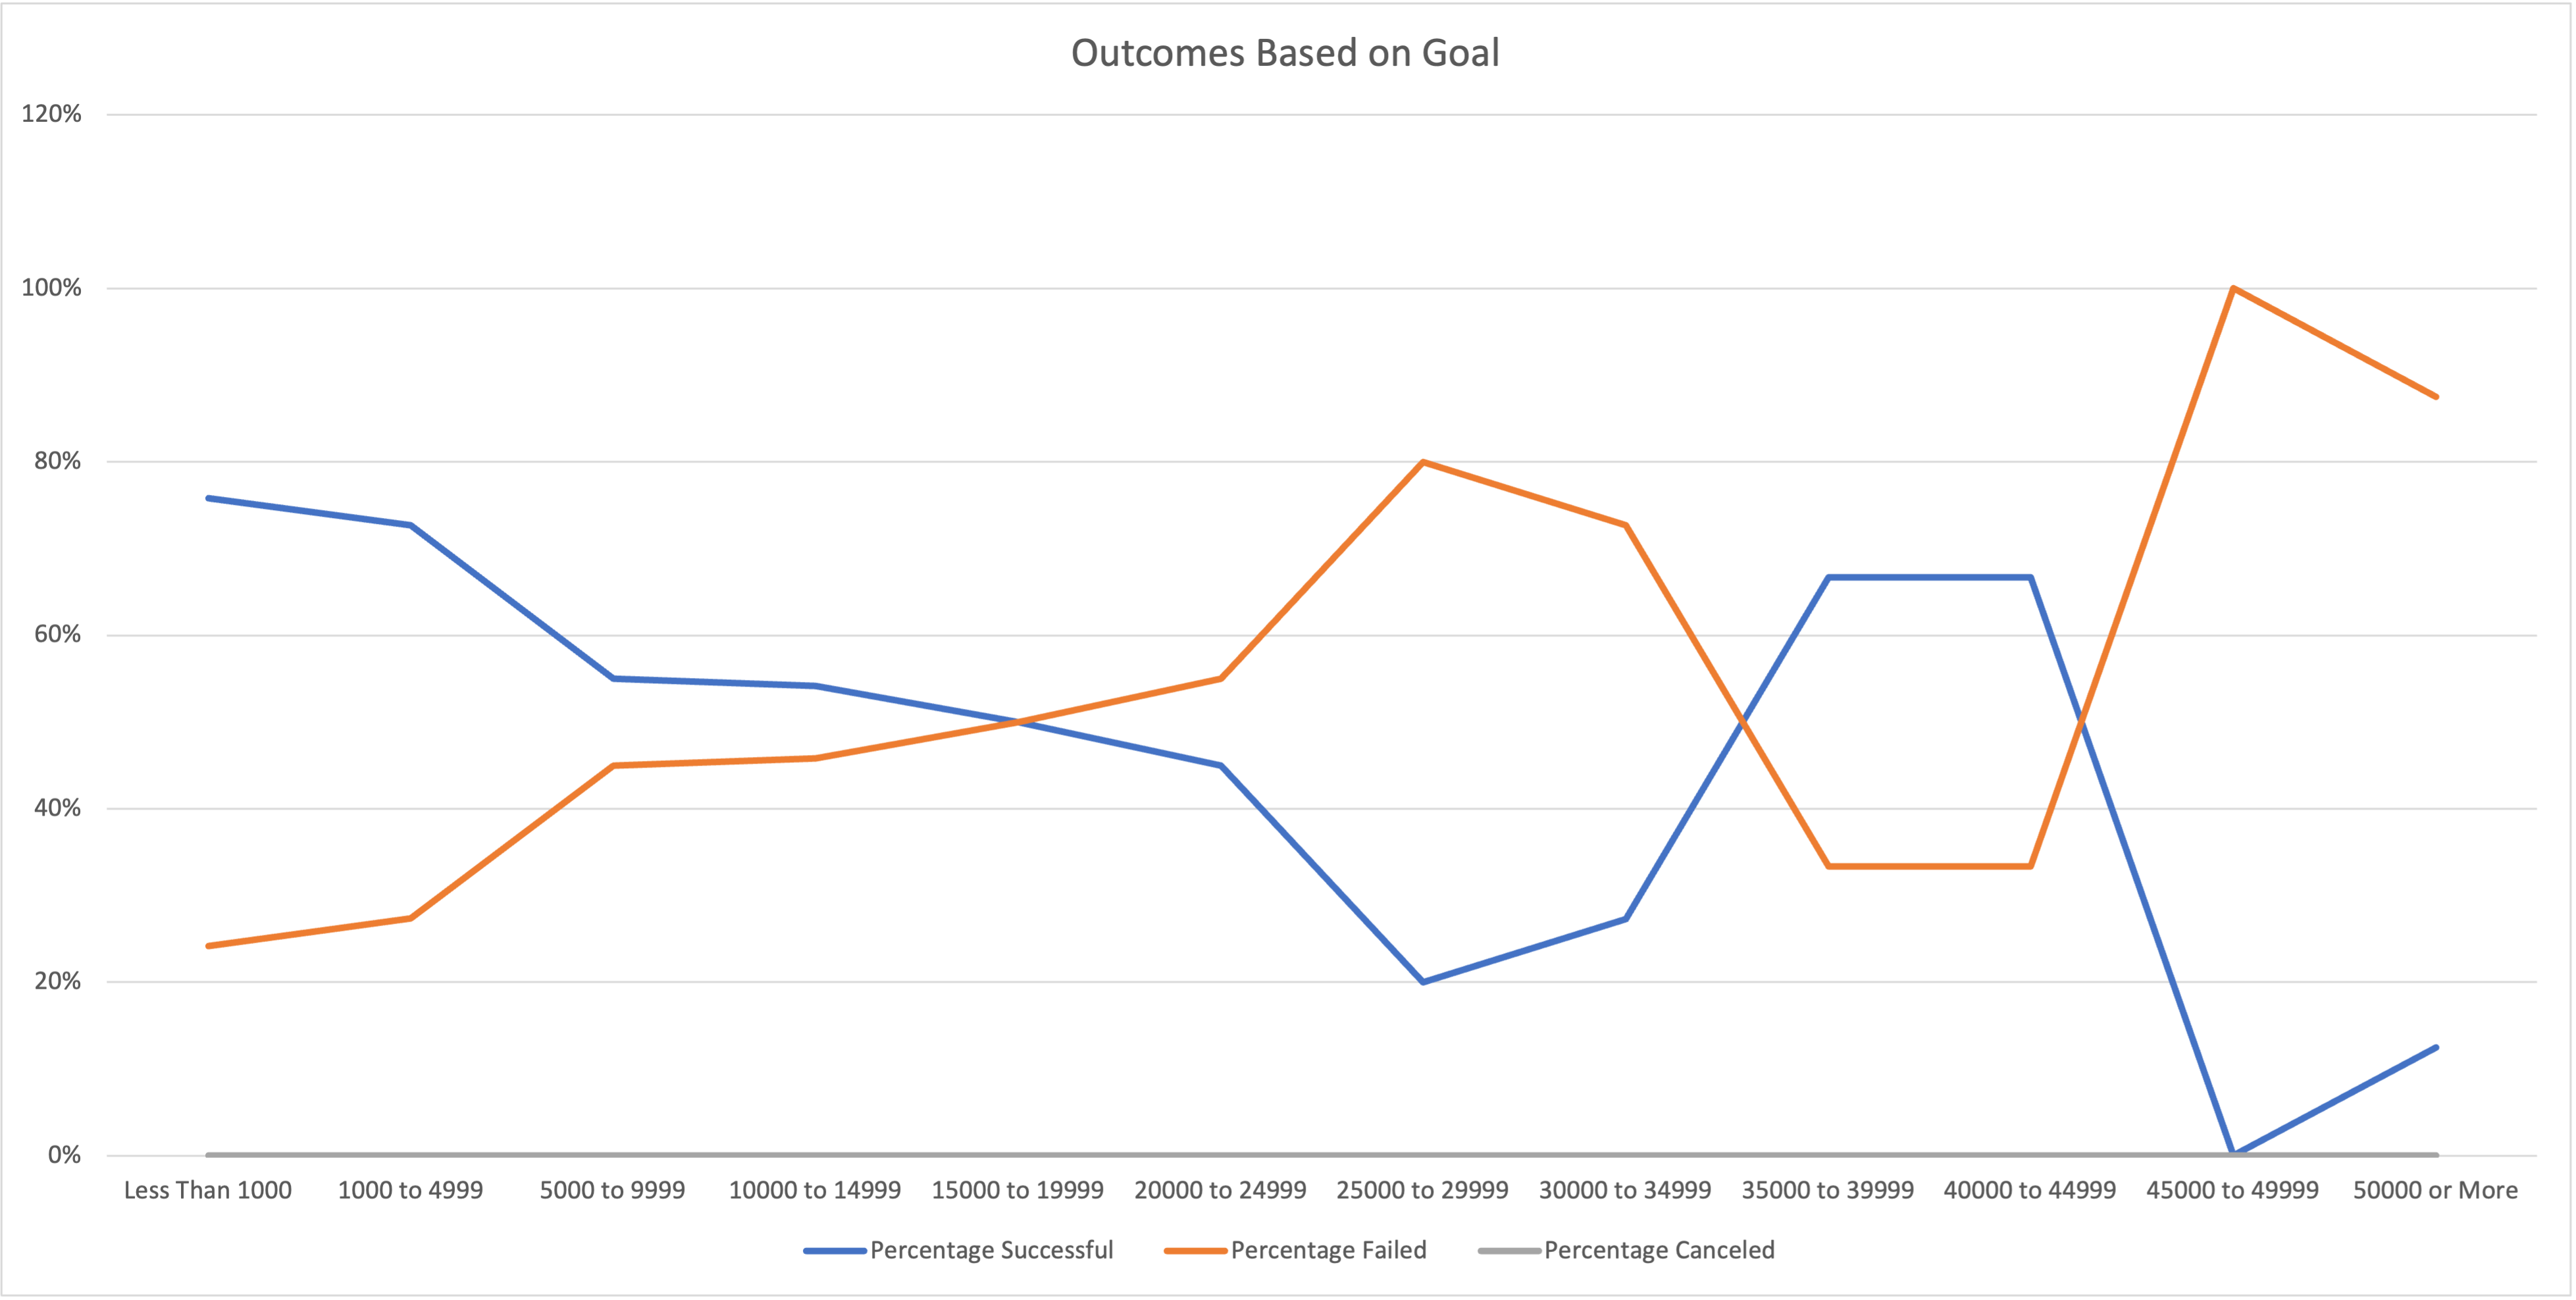 Outcomes Based on Goal
120%
100%
80%
60%
40%
20%
0%
Less Than 1000 1000 to 4999 5000 to 9999 10000 to 14999 15000 to 19999 20000 to 24999 25000 to 29999 30000 to 34999 35000 to 39999 40000 to 44999 45000 to 49999 50000 or More
Percentage Successful Percentage Failed Percentage Canceled